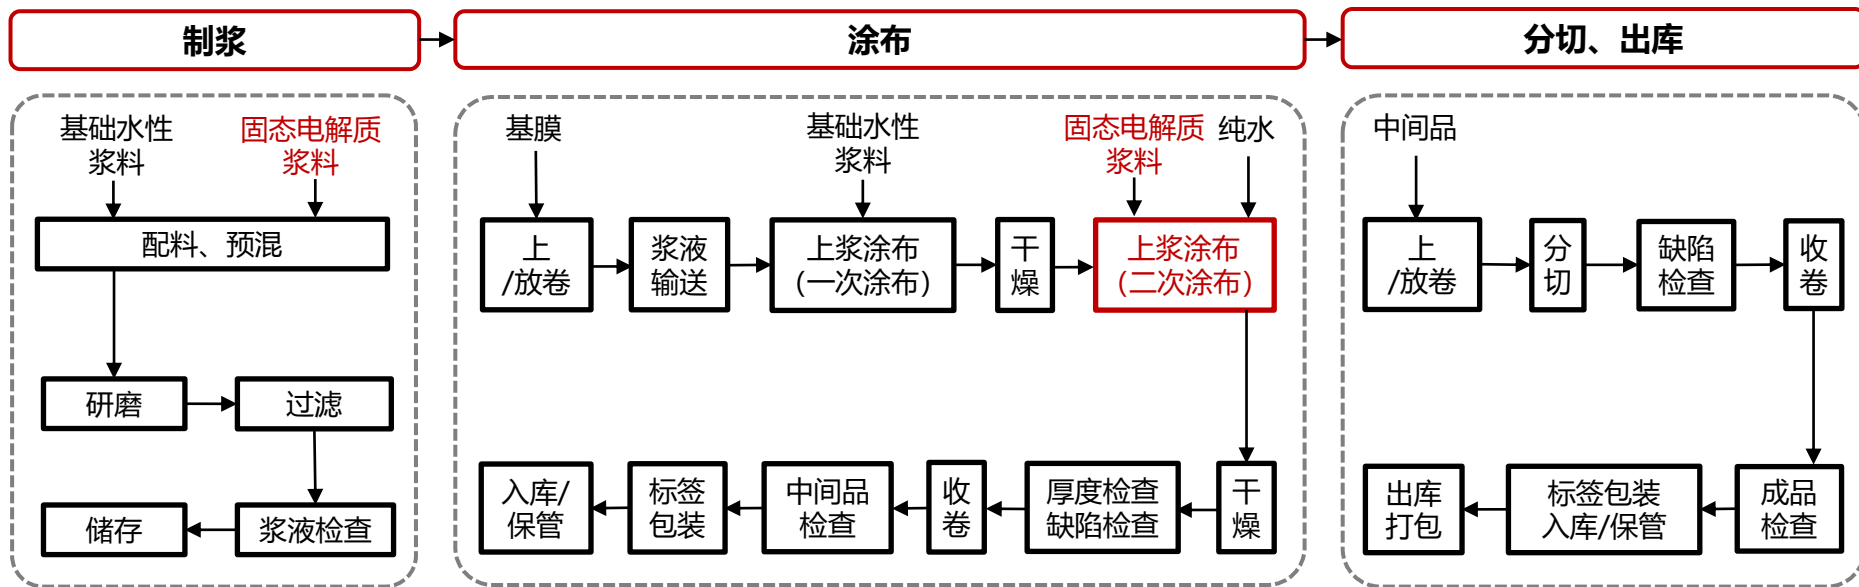 制浆
涂布
分切、出库
基础水性
浆料
固态电解质
浆料
配料、预混
研磨
过滤
浆液检查
储存
基膜
基础水性
浆料
固态电解质
浆料
纯水
上
/放卷
浆液
输送
上浆涂布
(一次涂布)
干
燥
上浆涂布
(二次涂布)
干
燥
厚度检查
缺陷检查
收
卷
中间品
检查
标签
包装
入库/
保管
中间品
上
/放卷
分
切
缺陷
检查
收
卷
成品
检查
标签包装
入库/保管
出库
打包